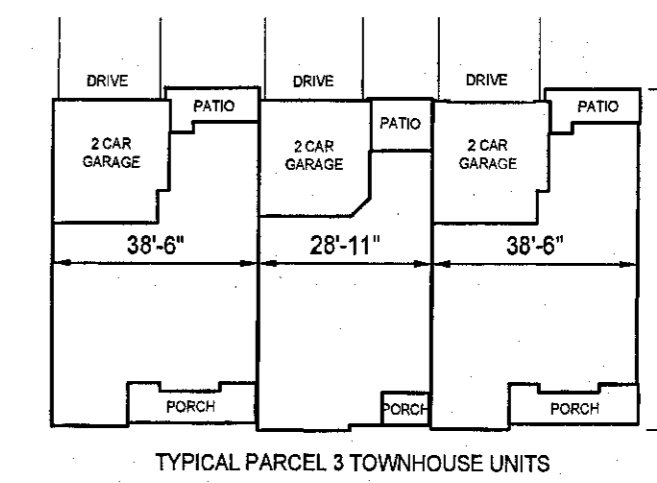 DRIVE
DRIVE
DRIVE
PATIO
PATIO
PATIO
2 CAR
GARAGE
2 CAR
GARAGE
2 CAR
GARAGE
38'-6"
28'-11"
38'-6"
PORCH
PORCH
PORCH
TYPICAL PARCEL 3 TOWNHOUSE UNITS